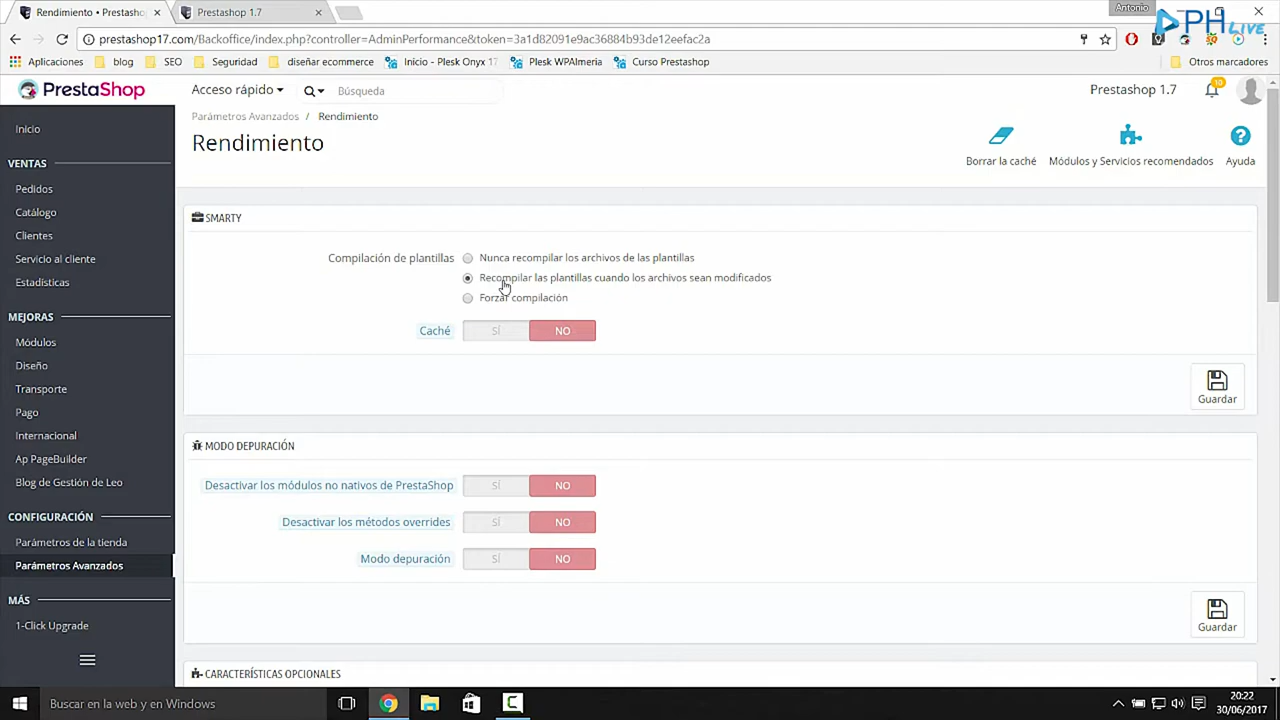 Rendimiento • Prestasho
Prestashop 1.7
Antonio
PH LIVE
prestashop17.com/Backoffice/index.php?controller=AdminPerformance&token=3a1d82091e9ac36884b93de12eefac2a
Aplicaciones
blog
SEO
Seguridad
diseñar ecommerce
Inicio - Plesk Onyx 17
Plesk WPAlmeria
Curso Prestashop
Otros marcadores
PrestaShop
Acceso rápido
Búsqueda
Prestashop 1.7
10
Parámetros Avanzados / Rendimiento
Rendimiento
Borrar la caché
Módulos y Servicios recomendados
Ayuda
Inicio
VENTAS
Pedidos
Catálogo
Clientes
Servicio al cliente
Estadísticas
MEJORAS
Módulos
Diseño
Transporte
Pago
Internacional
Ap PageBuilder
Blog de Gestión de Leo
CONFIGURACIÓN
Parámetros de la tienda
Parámetros Avanzados
MÁS
1-Click Upgrade
SMARTY
Compilación de plantillas
Nunca recompilar los archivos de las plantillas
Recompilar las plantillas cuando los archivos sean modificados
Forzar compilación
Caché
SÍ NO
Guardar
MODO DEPURACIÓN
Desactivar los módulos no nativos de PrestaShop
SÍ NO
Desactivar los métodos overrides
SÍ NO
Modo depuración
SÍ NO
Guardar
CARACTERÍSTICAS OPCIONALES
Buscar en la web y en Windows
20:22
30/06/2017